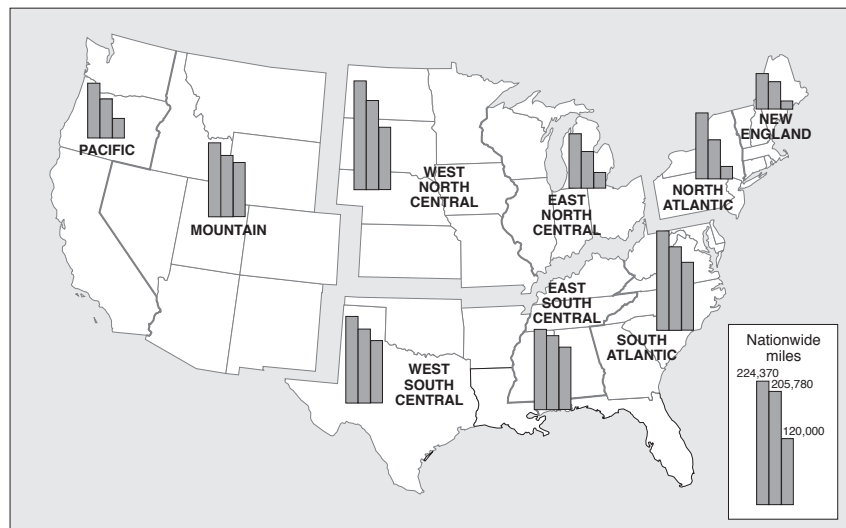 PACIFIC
MOUNTAIN
WEST
NORTH
CENTRAL
EAST
NORTH
CENTRAL
NEW
ENGLAND
NORTH
ATLANTIC
EAST
SOUTH
CENTRAL
SOUTH
ATLANTIC
WEST
SOUTH
CENTRAL
Nationwide
miles
224,370
205,780
120,000